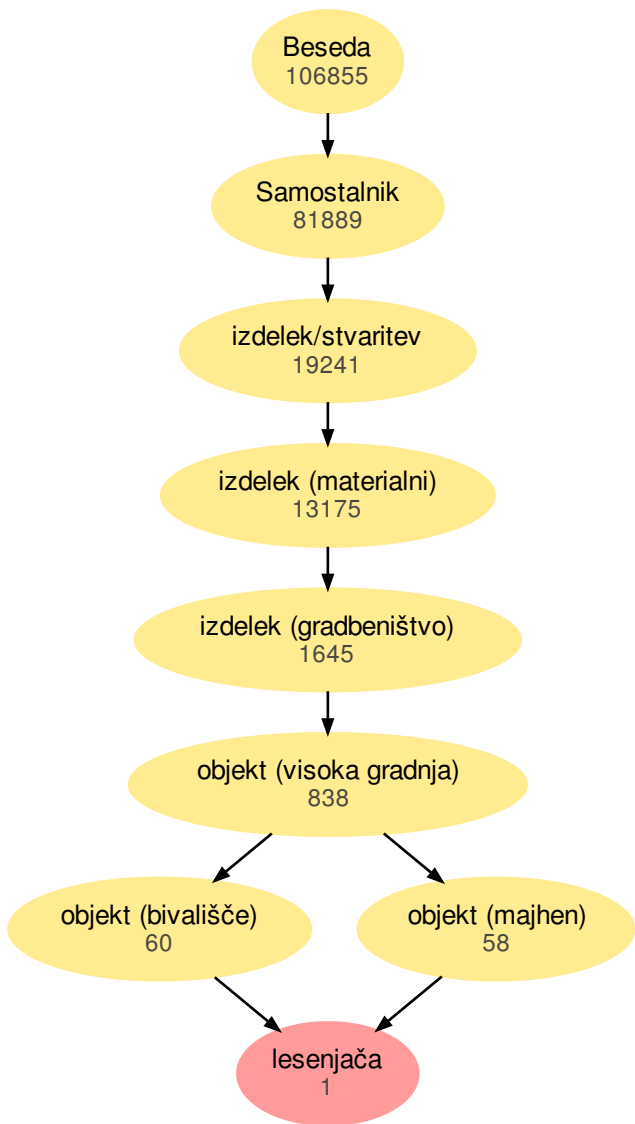 Beseda
106855
Samostalnik
81889
izdelek/stvaritev
19241
izdelek (materialni)
13175
izdelek (gradbeništvo)
1645
objekt (visoka gradnja)
838
objekt (bivališče)
60
objekt (majhen)
58
lesenjača
1